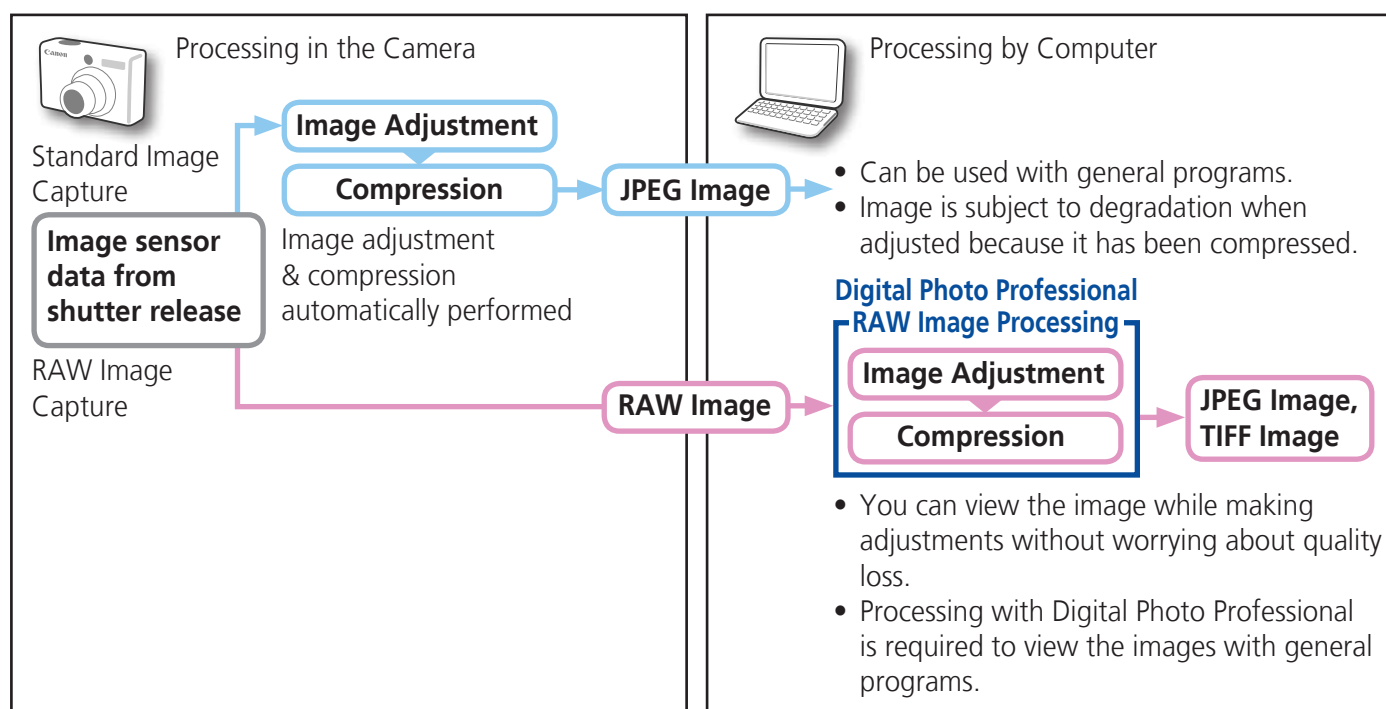 Canon
Processing in the Camera
Standard Image
Capture
Image Adjustment
Compression
JPEG Image
Image sensor
data from
shutter release
Image adjustment
& compression
automatically performed
RAW Image
Capture
RAW Image
Processing by Computer
• Can be used with general programs.
• Image is subject to degradation when
adjusted because it has been compressed.
Digital Photo Professional
RAW Image Processing
Image Adjustment
Compression
JPEG Image,
TIFF Image
• You can view the image while making
adjustments without worrying about quality
loss.
• Processing with Digital Photo Professional
is required to view the images with general
programs.